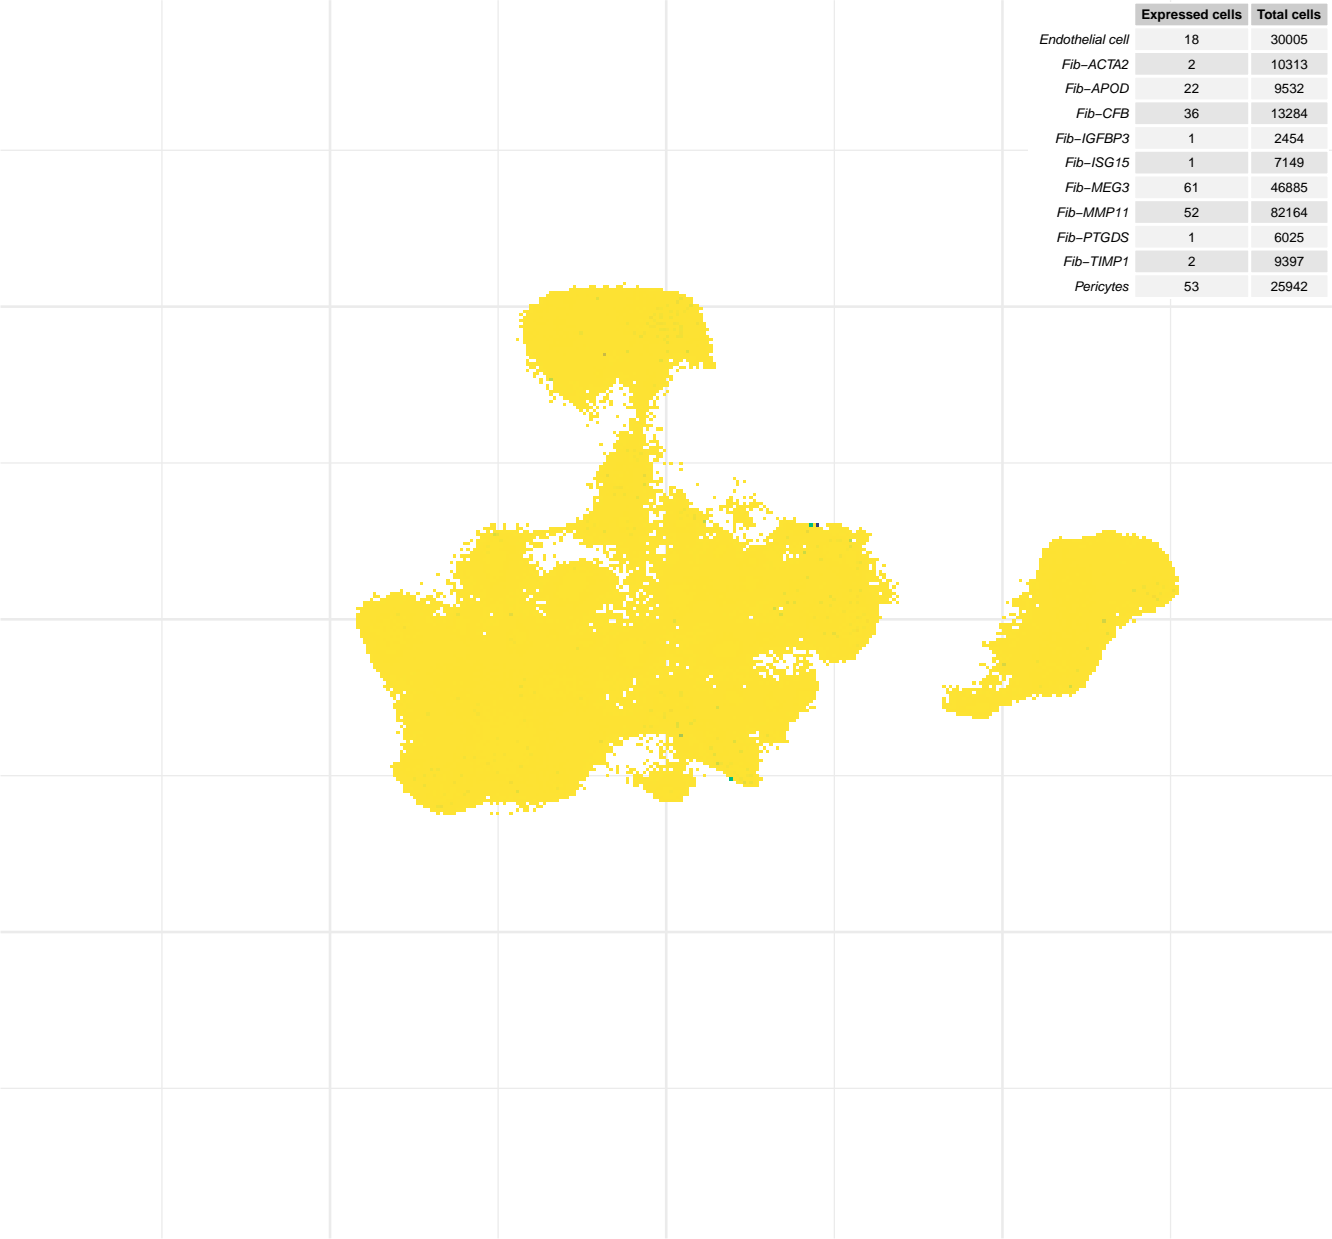 Expressed cells Total cells
Endothelial cell 18 30005
Fib−ACTA2 2 10313
Fib−APOD 22 9532
Fib−CFB 36 13284
Fib−IGFBP3 1 2454
Fib−ISG15 1 7149
Fib−MEG3 61 46885
Fib−MMP11 52 82164
Fib−PTGDS 1 6025
Fib−TIMP1 2 9397
Pericytes 53 25942